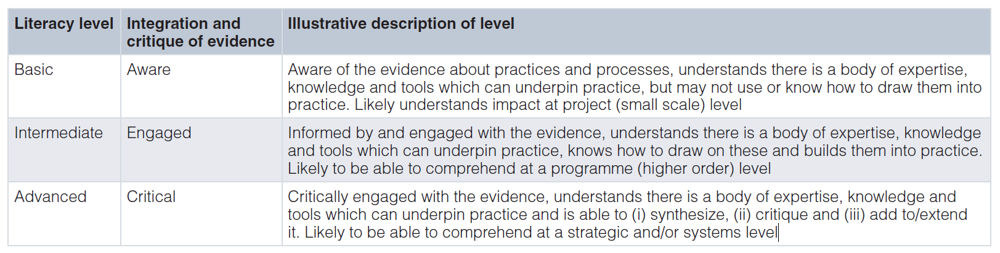 Literacy level
Integration and
critique of evidence
Illustrative description of level
Basic
Aware
Aware of the evidence about practices and processes, understands there is a body of expertise,
knowledge and tools which can underpin practice, but may not use or know how to draw them into
practice. Likely understands impact at project (small scale) level
Intermediate
Engaged
Informed by and engaged with the evidence, understands there is a body of expertise, knowledge
and tools which can underpin practice, knows how to draw on these and builds them into practice.
Likely to be able to comprehend at a programme (higher order) level
Advanced
Critical
Critically engaged with the evidence, understands there is a body of expertise, knowledge and
tools which can underpin practice and is able to (i) synthesize, (ii) critique and (iii) add to/extend
it. Likely to be able to comprehend at a strategic and/or systems level